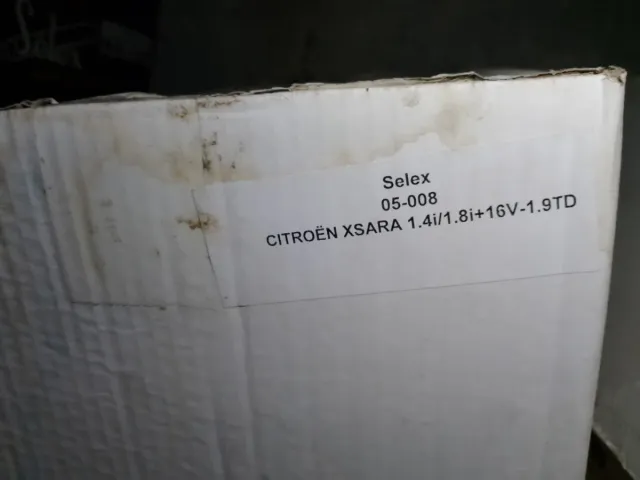 Selex
05-008
CITROËN XSARA 1.4i/1.8i+16V-1.9TD